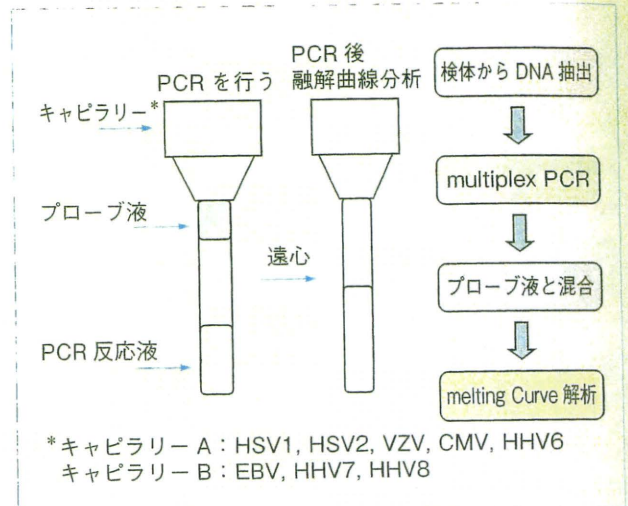 PCR を行う
PCR 後
融解曲線分析
キャピラリー*
プローブ液
遠心
PCR 反応液
検体から DNA 抽出
multiplex PCR
プローブ液と混合
melting Curve 解析
*キャピラリー A：HSV1, HSV2, VZV, CMV, HHV6
キャピラリー B：EBV, HHV7, HHV8